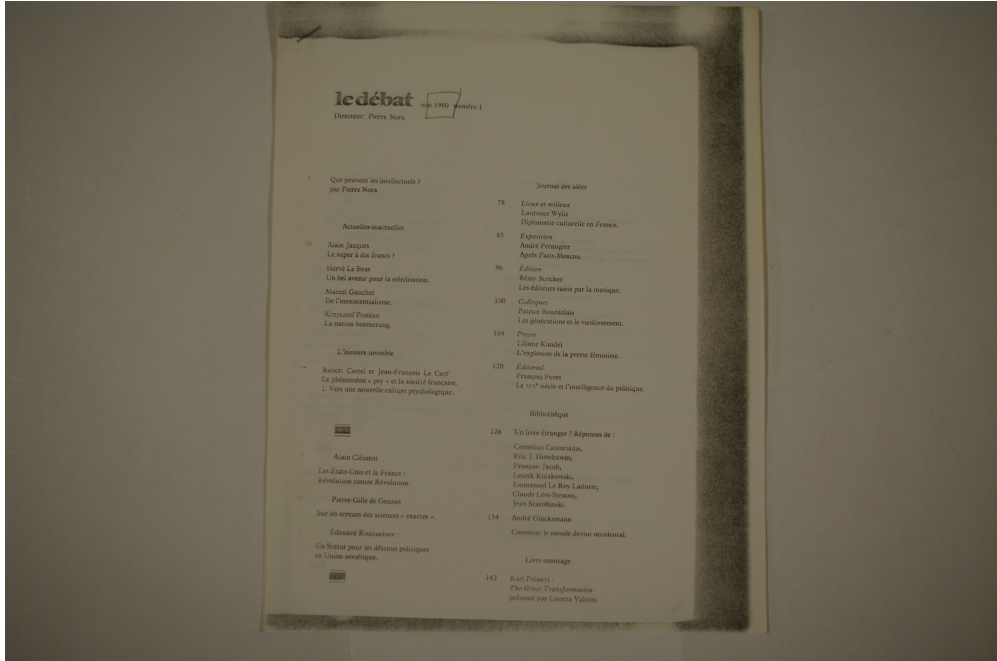 le débat mai 1980 numéro 1
Directeur: Pierre Nora
3 Que peuvent les intellectuels ?
par Pierre Nora
Actuelles-inactuelles
Alain Jacques
Le super à dix francs ?
Hervé Le Bras
Un bel avenir pour la stérilisation.
Marcel Gauchet
De l'inexistentialisme.
Krzysztof Pomian
La nation boomerang.
L'histoire invisible
Robert Castel et Jean-François Le Cerf
Le phénomène « psy » et la société française.
1. Vers une nouvelle culture psychologique.
Alain Clément
Les États-Unis et la France :
Révolution contre Révolution.
Pierre-Gille de Gennes
Sur les erreurs des sciences « exactes ».
Édouard Kouznetsov :
Un Statut pour les détenus politiques
en Union soviétique.
Journal des idées
78 Lieux et milieux
Laurence Wylie
Diplomatie culturelle en France.
85 Exposition
André Fermigier
Après Paris-Moscou.
96 Édition
Rémy Stricker
Les éditeurs saisis par la musique.
100 Colloques
Patrice Bourdelais
Les générations et le vieillissement.
104 Presse
Liliane Kandel
L'explosion de la presse féministe.
120 Éditorial
François Furet
Le XIXe siècle et l'intelligence du politique.
Bibliothèque
126 Un livre étranger ? Réponses de :
Cornelius Castoriadis,
Eric J. Hobsbawm,
François Jacob,
Leszek Kolakowski,
Emmanuel Le Roy Ladurie,
Claude Lévi-Strauss,
Jean Starobinski.
134 André Glucksmann
Comment le monde devint occidental.
Livre-montage
142 Karl Polanyi :
The Great Transformation
présenté par Lucette Valensi.